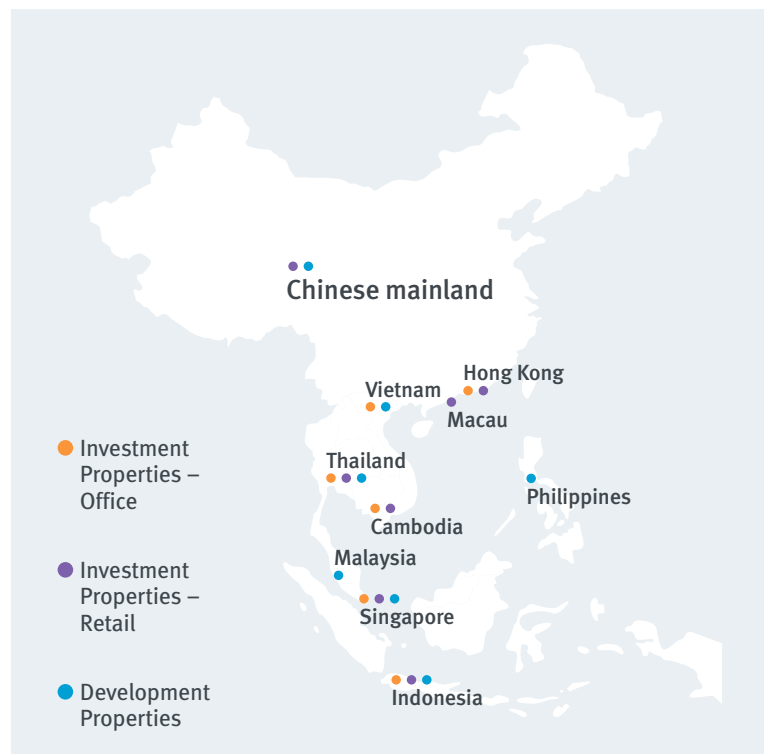 Chinese mainland
Hong Kong
Vietnam
Macau
Investment
Properties –
Office
Thailand
Philippines
Cambodia
Malaysia
Investment
Properties –
Retail
Singapore
Indonesia
Development
Properties